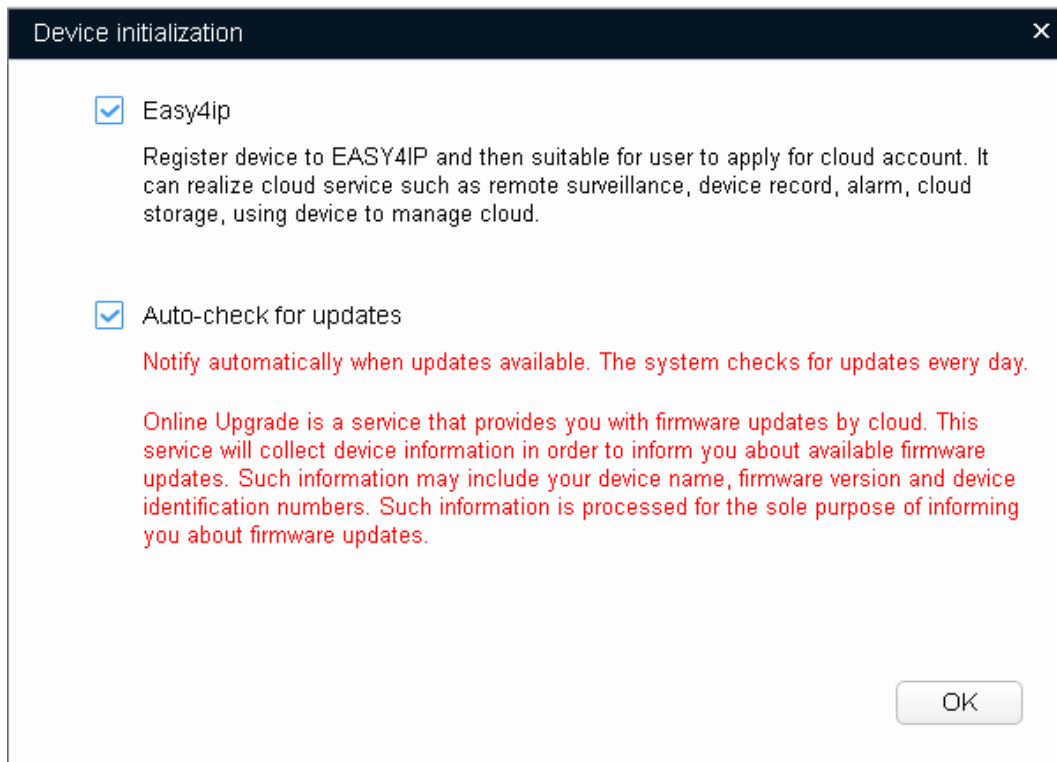 Device initialization
Easy4ip
Register device to EASY4IP and then suitable for user to apply for cloud account. It
can realize cloud service such as remote surveillance, device record, alarm, cloud
storage, using device to manage cloud.
Auto-check for updates
Notify automatically when updates available. The system checks for updates every day.
Online Upgrade is a service that provides you with firmware updates by cloud. This
service will collect device information in order to inform you about available firmware
updates. Such information may include your device name, firmware version and device
identification numbers. Such information is processed for the sole purpose of informing
you about firmware updates.
OK